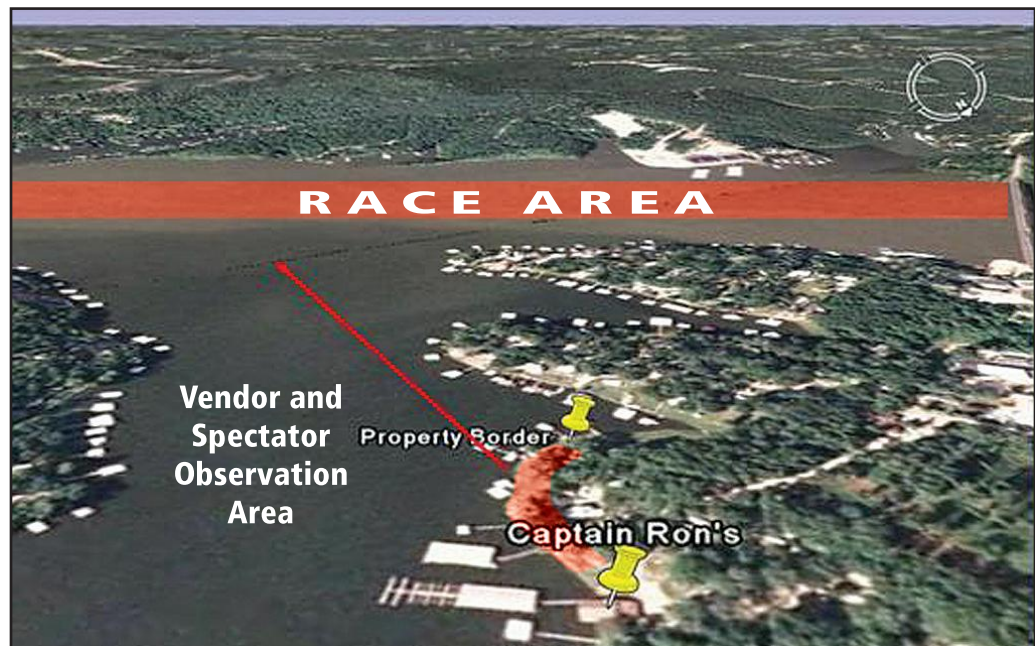 N
RACE AREA
Vendor and
Spectator
Observation
Area
Property Border
Captain Ron's